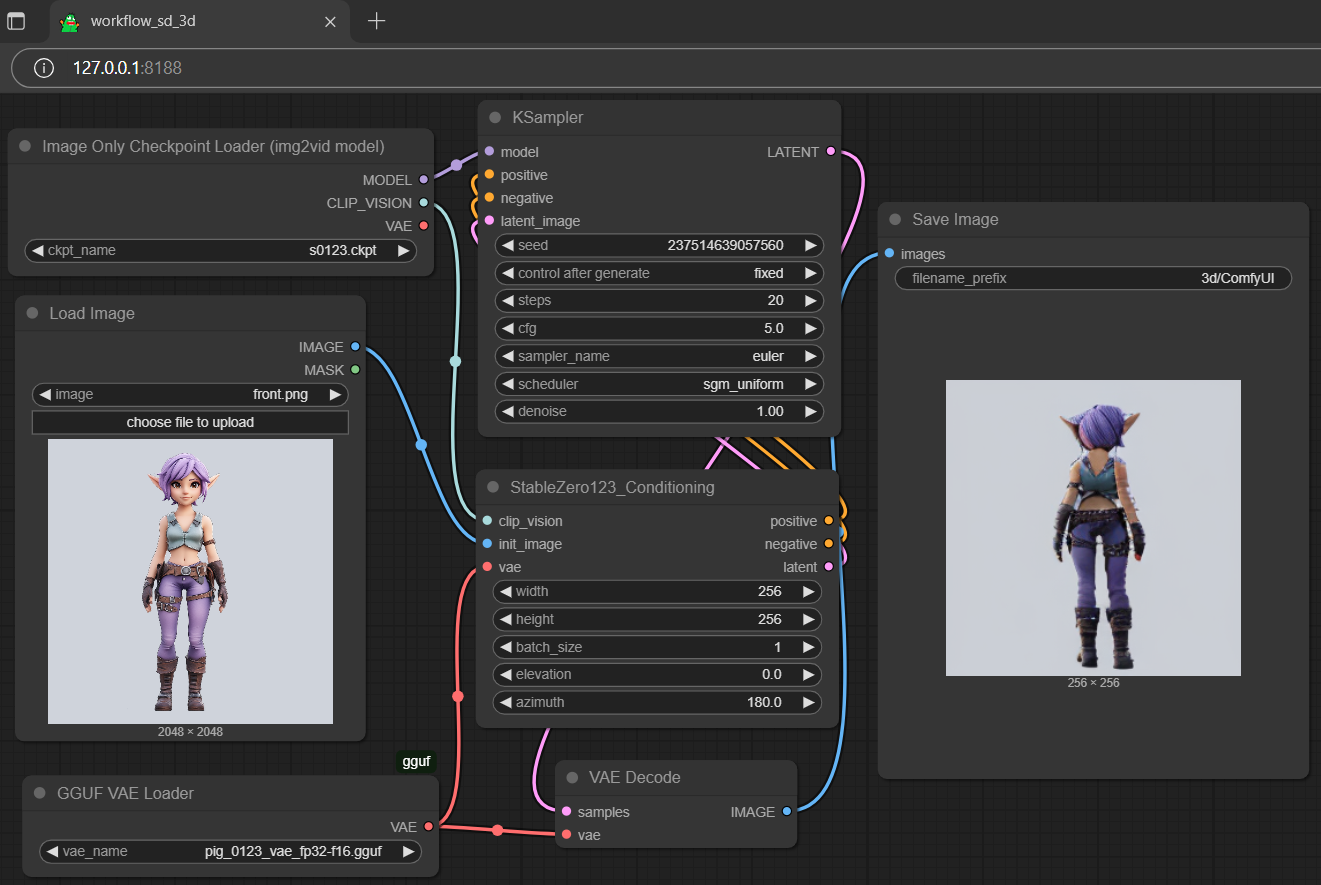 workflow_sd_3d
127.0.0.1:8188
Image Only Checkpoint Loader (img2vid model)
MODEL
CLIP_VISION
VAE
ckpt_name s0123.ckpt
Load Image
IMAGE
MASK
image front.png
choose file to upload
2048 × 2048
gguf
GGUF VAE Loader
VAE
vae_name pig_0123_vae_fp32-f16.gguf
KSampler
model LATENT
positive
negative
latent_image
seed 237514639057560
control after generate fixed
steps 20
cfg 5.0
sampler_name euler
scheduler sgm_uniform
denoise 1.00
StableZero123_Conditioning
clip_vision positive
init_image negative
vae latent
width 256
height 256
batch_size 1
elevation 0.0
azimuth 180.0
VAE Decode
samples IMAGE
vae
Save Image
images
filename_prefix 3d/ComfyUI
256 × 256